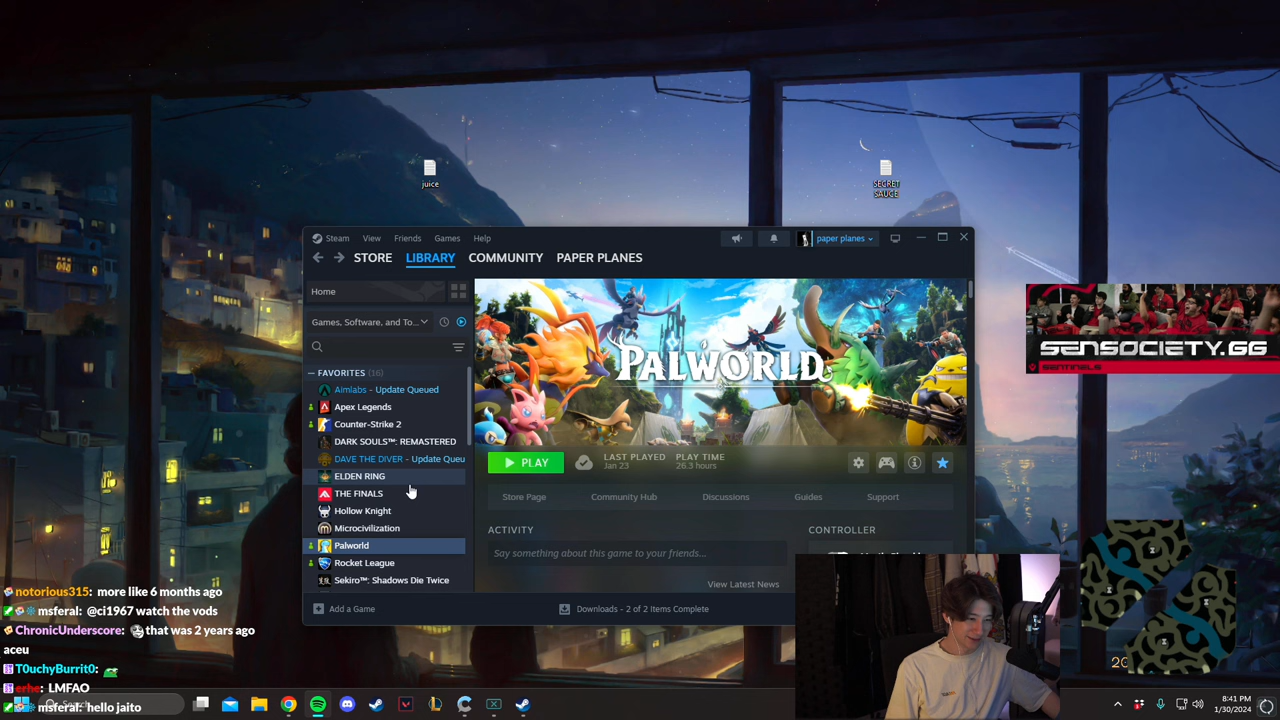 juice
SECRET
SAUCE
Steam View Friends Games Help
paper planes
STORE LIBRARY COMMUNITY PAPER PLANES
Home
Games, Software, and To...
FAVORITES (16)
Aimlabs - Update Queued
Apex Legends
Counter-Strike 2
DARK SOULS™: REMASTERED
DAVE THE DIVER - Update Queu
ELDEN RING
THE FINALS
Hollow Knight
Microcivilization
Palworld
Rocket League
Sekiro™: Shadows Die Twice
Add a Game
PALWORLD
PLAY
LAST PLAYED
Jan 23
PLAY TIME
26.3 hours
Store Page Community Hub Discussions Guides Support
ACTIVITY
Say something about this game to your friends...
View Latest News
CONTROLLER
Downloads - 2 of 2 Items Complete
SENSOCIETY.GG
SENTINELS
notorious315: more like 6 months ago
msferal: @ci1967 watch the vods
ChronicUnderscore: that was 2 years ago
aceu
T0uchyBurrit0:
erhe: LMFAO
msferal: hello jaito
8:41 PM
1/30/2024